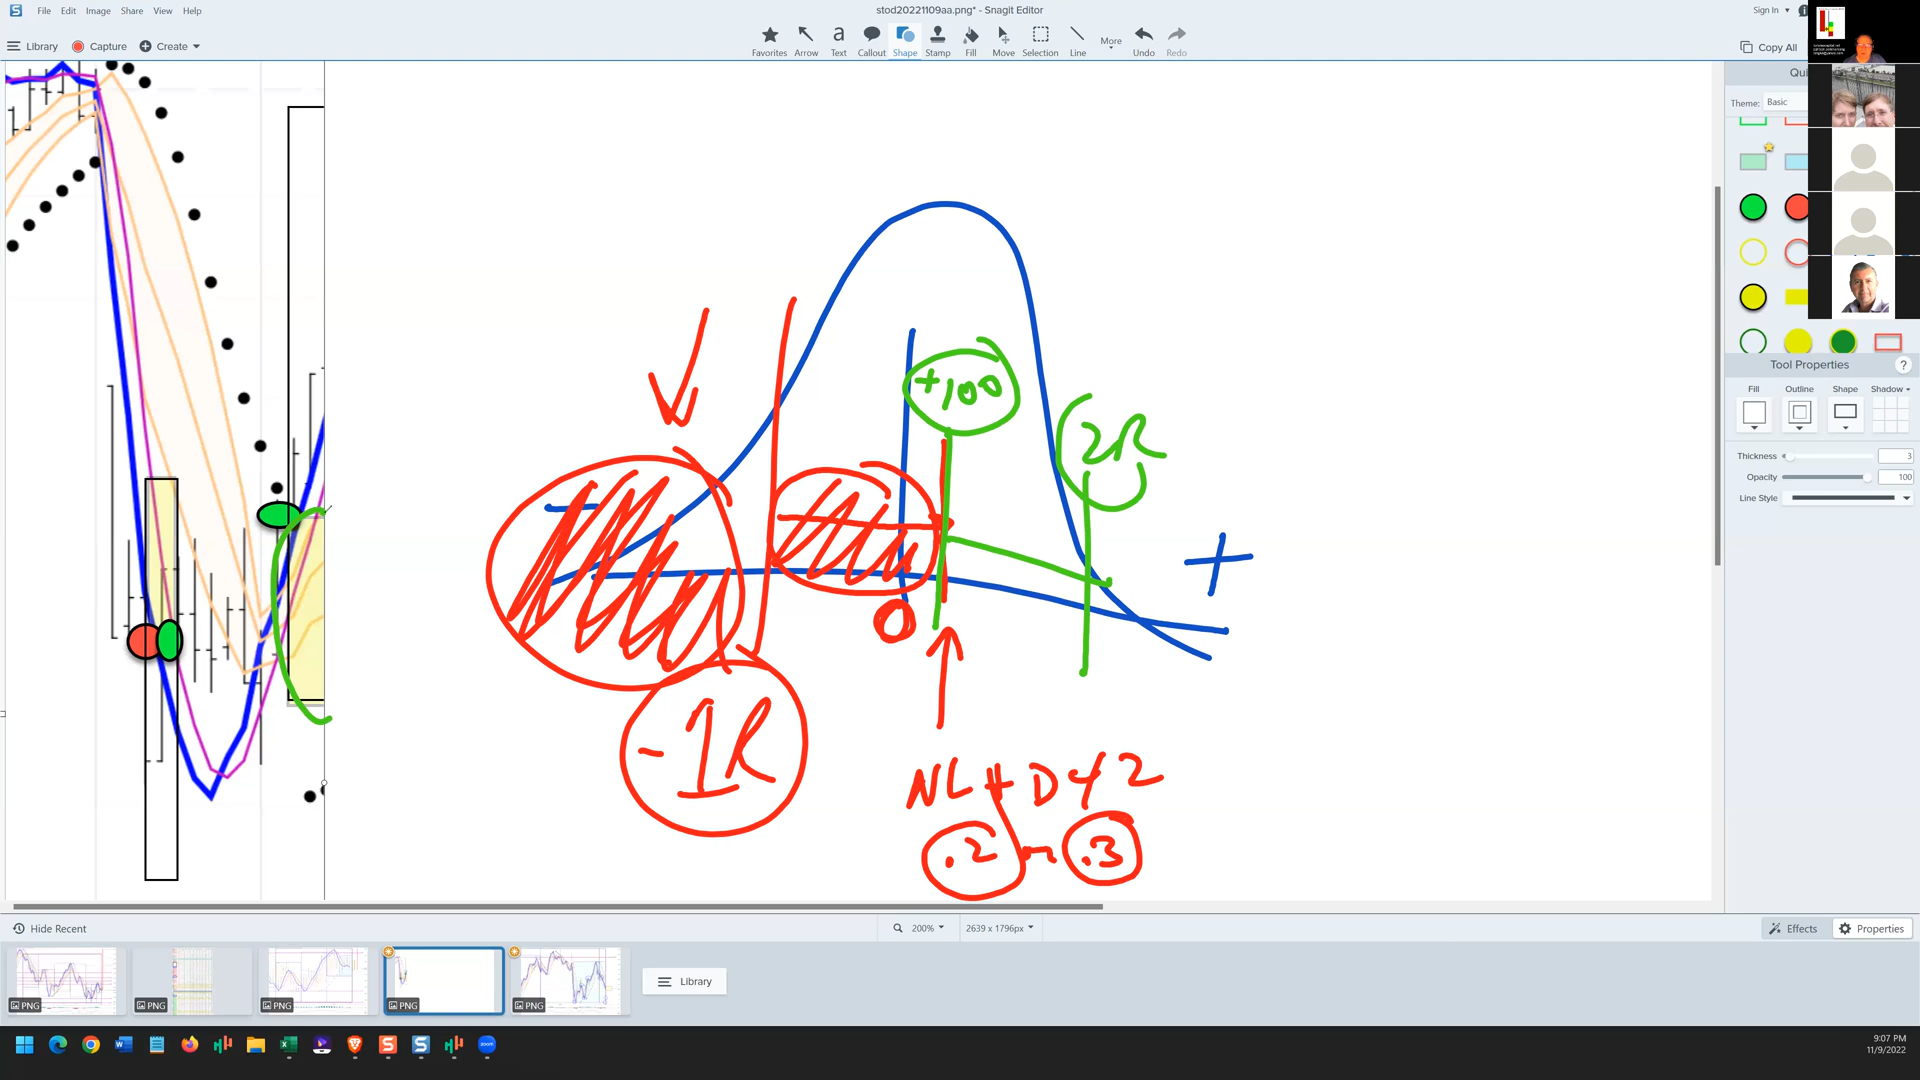 stod20221109aa.png* - Snagit Editor
File Edit Image Share View Help
Sign In
Library Capture Create
Favorites Arrow Text Callout Shape Stamp Fill Move Selection Line More Undo Redo
Copy All
Qui
Theme: Basic
+100
2R
+
0
-1R
NLHDY2
.2 .3
Tool Properties ?
Fill Outline Shape Shadow
Thickness 3
Opacity 100
Line Style
Hide Recent
200% 2639 x 1796px
Effects Properties
PNG PNG PNG PNG PNG
Library
zoom
9:07 PM
11/9/2022